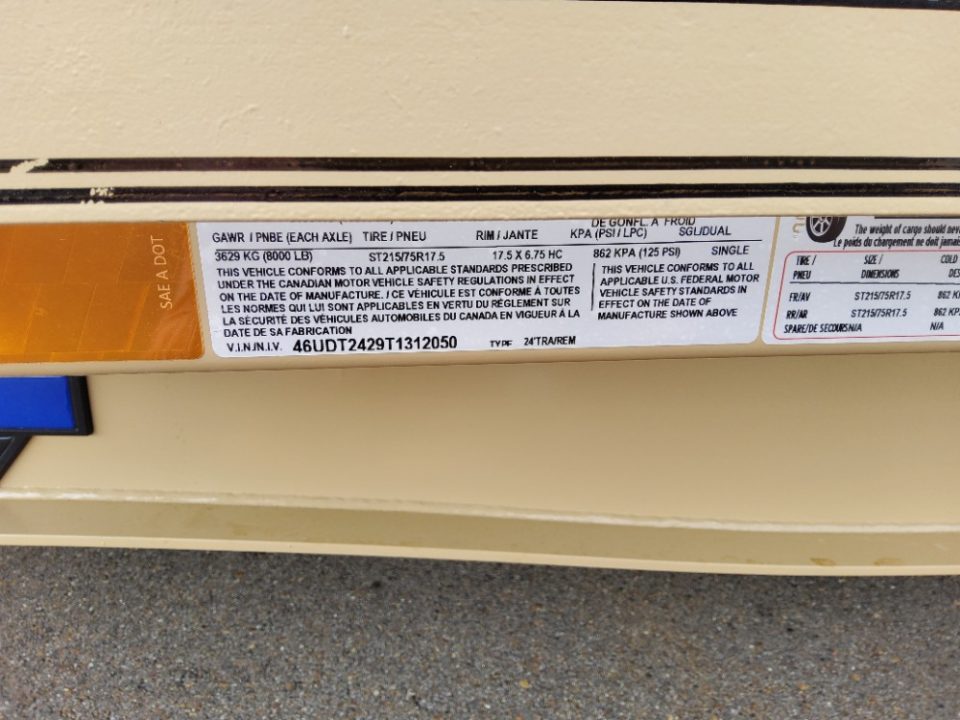 SAE A DOT
DE GONFL. A FROID
GAWR / PNBE (EACH AXLE) TIRE / PNEU RIM / JANTE KPA (PSI / LPC) SGL/DUAL
3629 KG (8000 LB) ST215/75R17.5 17.5 X 6.75 HC 862 KPA (125 PSI) SINGLE
THIS VEHICLE CONFORMS TO ALL APPLICABLE STANDARDS PRESCRIBED
UNDER THE CANADIAN MOTOR VEHICLE SAFETY REGULATIONS IN EFFECT
ON THE DATE OF MANUFACTURE. / CE VÉHICULE EST CONFORME À TOUTES
LES NORMES QUI LUI SONT APPLICABLES EN VERTU DU RÉGLEMENT SUR
LA SÉCURITÉ DES VÉHICULES AUTOMOBILES DU CANADA EN VIGUEUR À LA
DATE DE SA FABRICATION
THIS VEHICLE CONFORMS TO ALL
APPLICABLE U.S. FEDERAL MOTOR
VEHICLE SAFETY STANDARDS IN
EFFECT ON THE DATE OF
MANUFACTURE SHOWN ABOVE
V.I.N./N.I.V. 46UDT2429T1312050 TYPE 24'TRA/REM
The weight of cargo should nev
Le poids du chargement ne doit jamais
TIRE / SIZE / COLD
PNEU DIMENSIONS DES
FR/AV ST215/75R17.5 862 K
RR/AR ST215/75R17.5 862 KP
SPARE/DE SECOURS N/A N/A